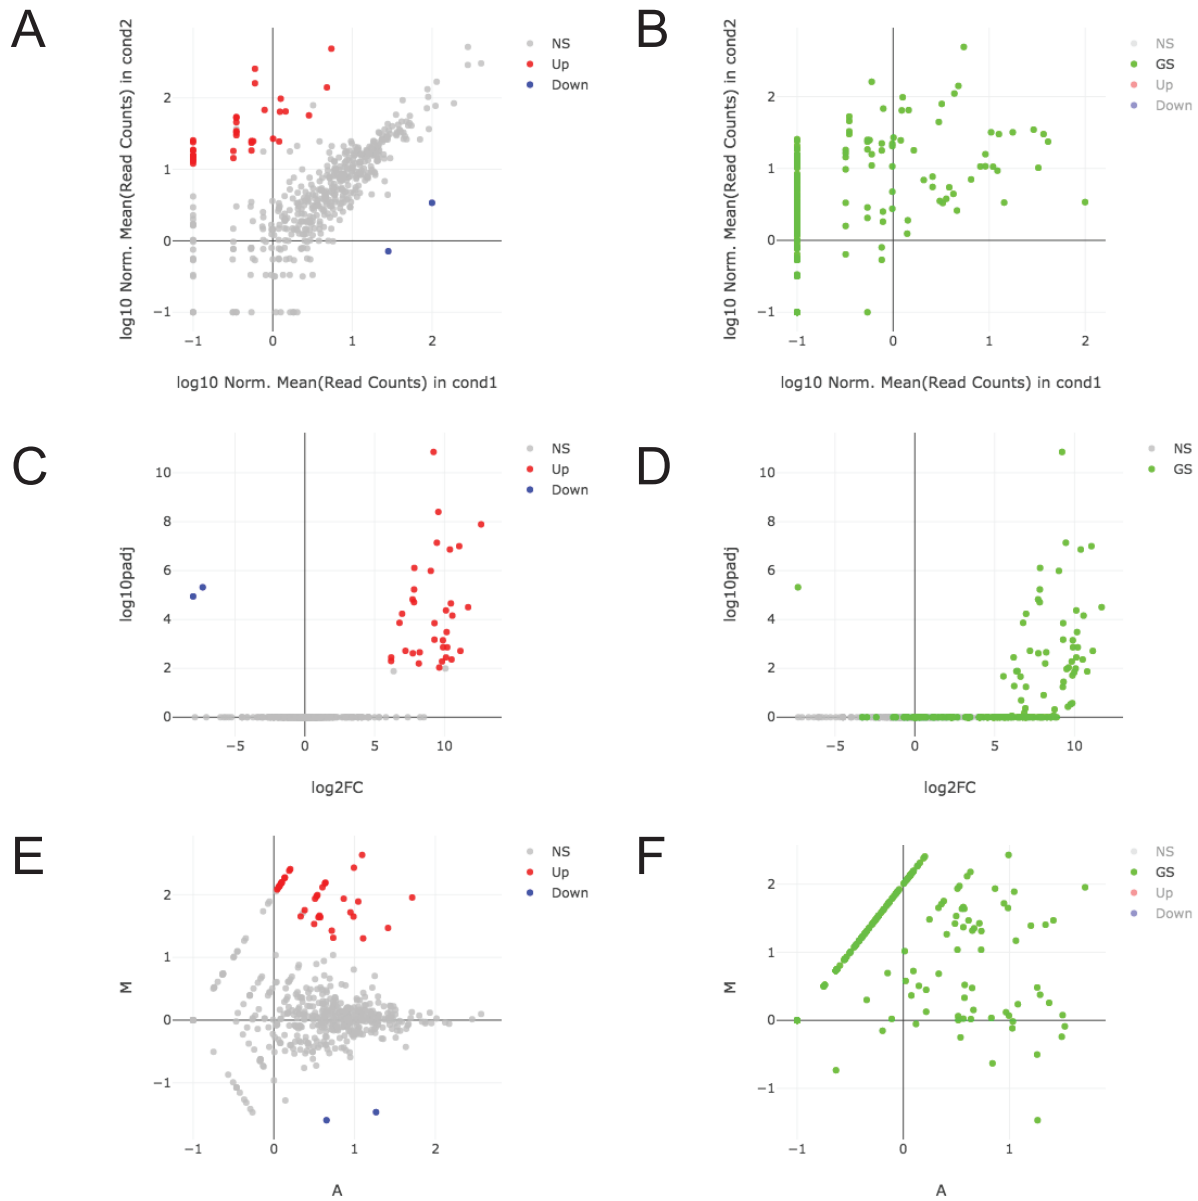 A
log10 Norm. Mean(Read Counts) in cond2
2
1
0
−1
−1
0
1
2
log10 Norm. Mean(Read Counts) in cond1
NS
Up
Down
B
log10 Norm. Mean(Read Counts) in cond2
2
1
0
−1
−1
0
1
2
log10 Norm. Mean(Read Counts) in cond1
NS
GS
Up
Down
C
log10padj
10
8
6
4
2
0
−5
0
5
10
log2FC
NS
Up
Down
D
log10padj
10
8
6
4
2
0
−5
0
5
10
log2FC
NS
GS
E
M
2
1
0
−1
−1
0
1
2
A
NS
Up
Down
F
M
2
1
0
−1
−1
0
1
A
NS
GS
Up
Down